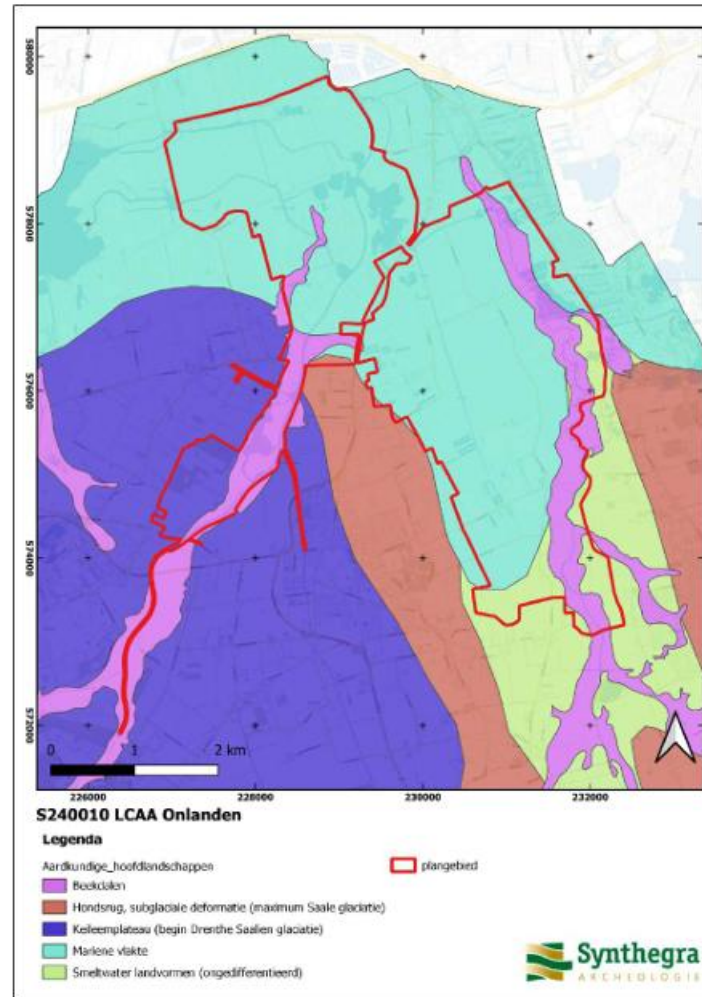 580000
578000
576000
574000
572000
0 1 2 km
226000 228000 230000 232000
S240010 LCAA Onlanden
Legenda
Aardkundige_hoofdlandschappen
plangebied
Beekdalen
Hondsrug, subglaciale deformatie (maximum Saale glaciatie)
Keileemplateau (begin Drenthe Saalien glaciatie)
Mariene vlakte
Smeltwater landvormen (ongedifferentieerd)
Synthegra
ARCHEOLOGIE